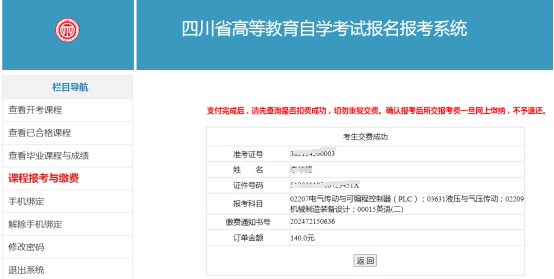 四川省高等教育自学考试报名报考系统
栏目导航
查看开考课程
查看已合格课程
查看毕业课程与成绩
课程报考与缴费
手机绑定
解除手机绑定
修改密码
退出系统
支付完成后，请先查询是否扣费成功，切勿重复交费。确认报考后所交报考费一旦网上缴纳，不予退还。
考生交费成功
准考证号
姓 名
证件号码
报考科目 02207电气传动与可编程控制器（PLC）；03631液压与气压传动；02209
机械制造装备设计；00015英语(二)
缴费通知书号 202472150636
订单金额 140.0元
返回